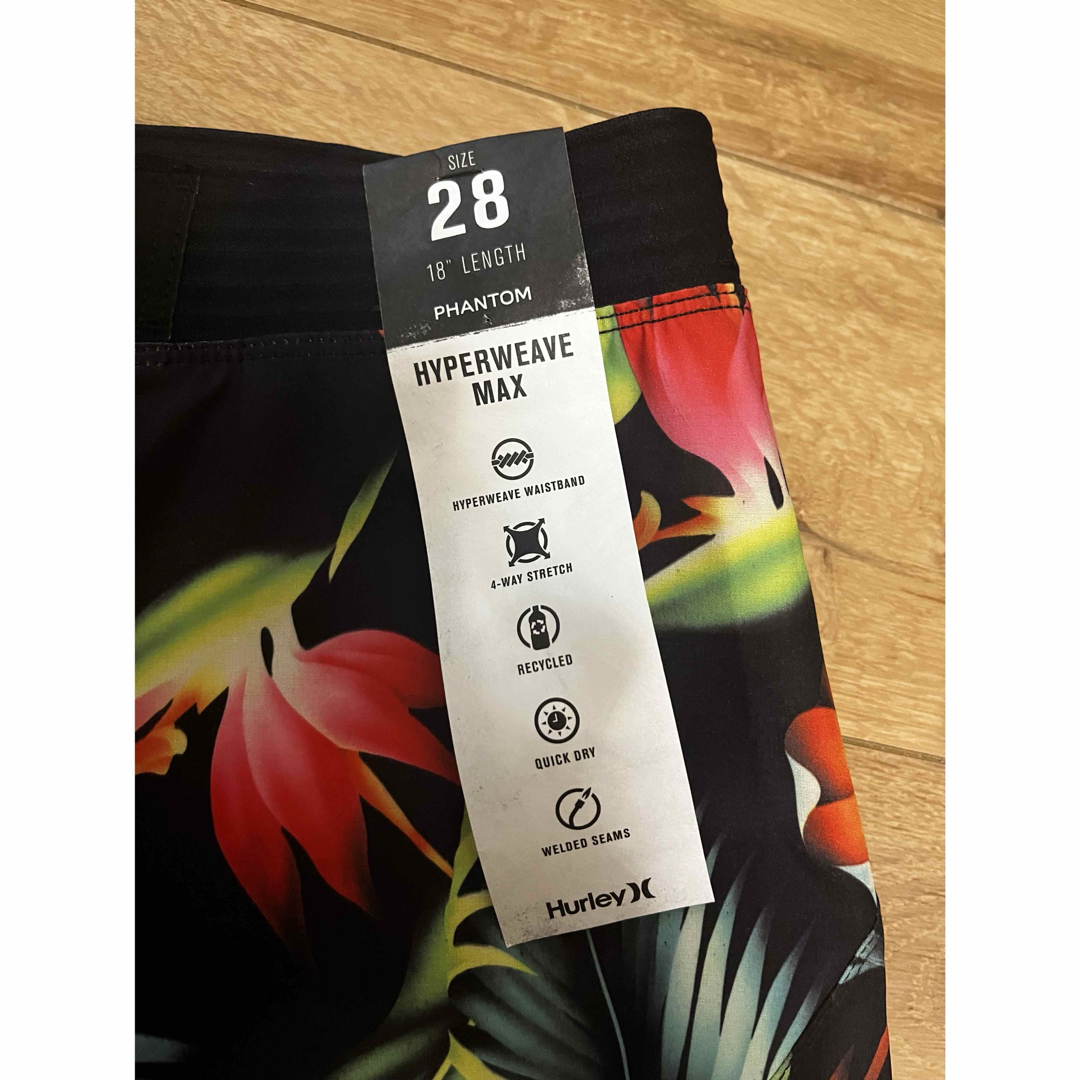 SIZE
28
18" LENGTH
PHANTOM
HYPERWEAVE
MAX
HYPERWEAVE WAISTBAND
4-WAY STRETCH
RECYCLED
QUICK DRY
WELDED SEAMS
Hurley